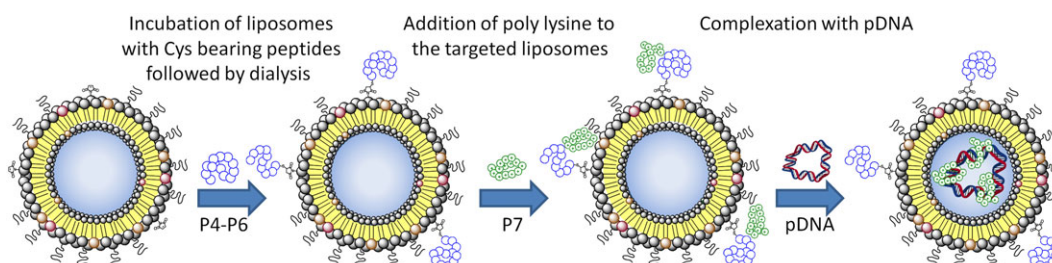 Incubation of liposomes
with Cys bearing peptides
followed by dialysis
Addition of poly lysine to
the targeted liposomes
Complexation with pDNA
P4-P6
P7
pDNA